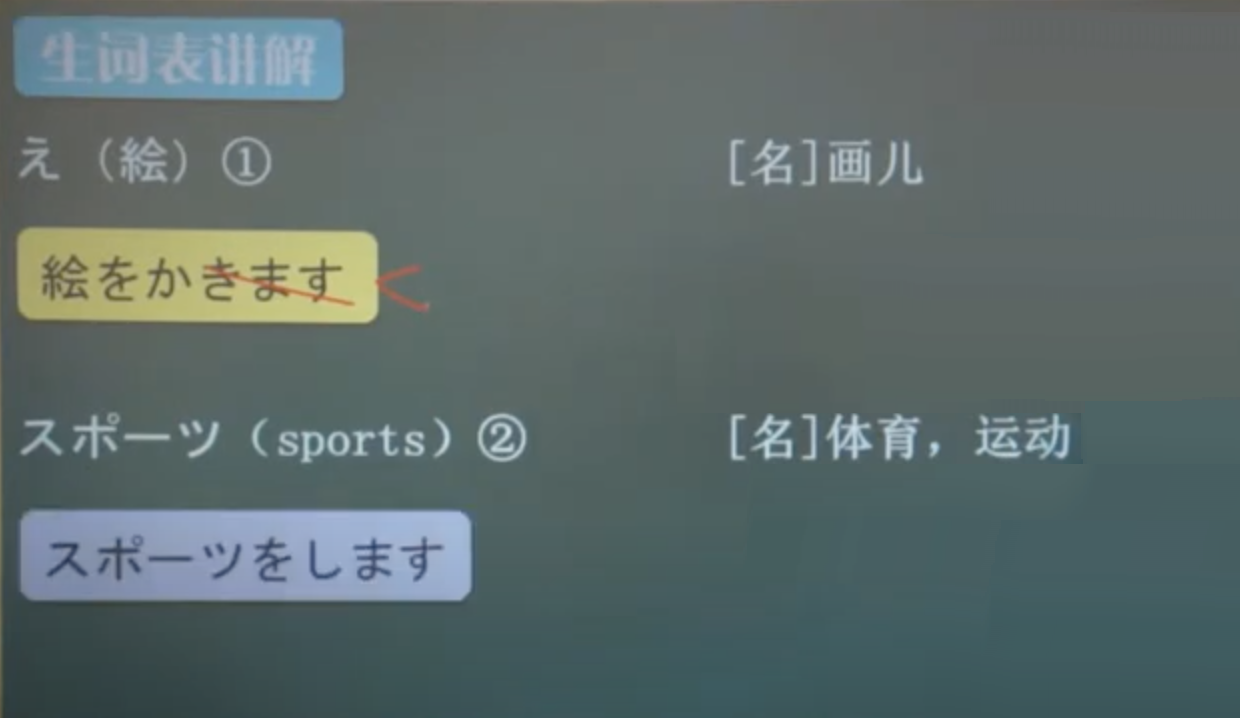 生词表讲解
え（絵）①
[名]画儿
絵をかきます く
スポーツ（sports）②
[名]体育，运动
スポーツをします